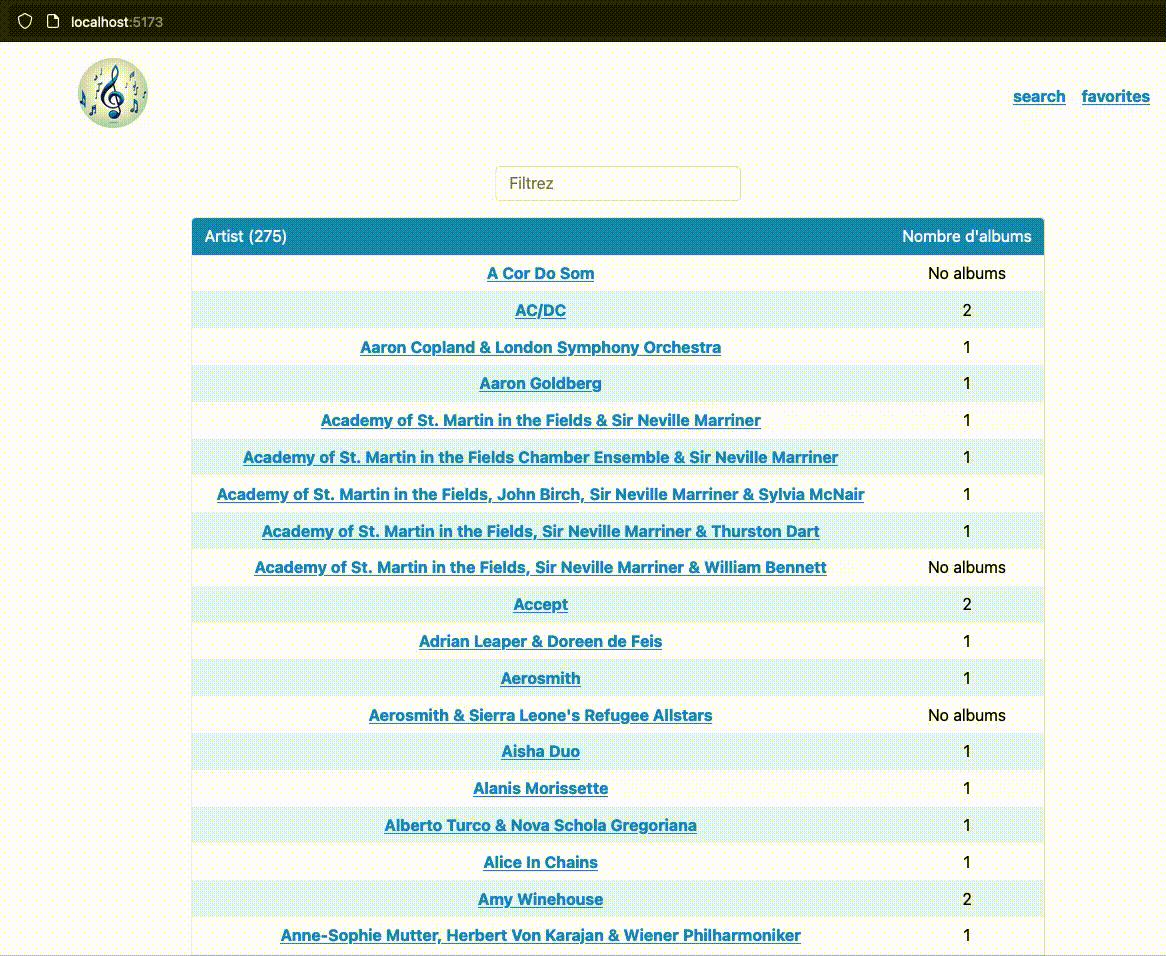 localhost:5173
search favorites
Filtrez
Artist (275) Nombre d'albums
A Cor Do Som No albums
AC/DC 2
Aaron Copland & London Symphony Orchestra 1
Aaron Goldberg 1
Academy of St. Martin in the Fields & Sir Neville Marriner 1
Academy of St. Martin in the Fields Chamber Ensemble & Sir Neville Marriner 1
Academy of St. Martin in the Fields, John Birch, Sir Neville Marriner & Sylvia McNair 1
Academy of St. Martin in the Fields, Sir Neville Marriner & Thurston Dart 1
Academy of St. Martin in the Fields, Sir Neville Marriner & William Bennett No albums
Accept 2
Adrian Leaper & Doreen de Feis 1
Aerosmith 1
Aerosmith & Sierra Leone's Refugee Allstars No albums
Aisha Duo 1
Alanis Morissette 1
Alberto Turco & Nova Schola Gregoriana 1
Alice In Chains 1
Amy Winehouse 2
Anne-Sophie Mutter, Herbert Von Karajan & Wiener Philharmoniker 1